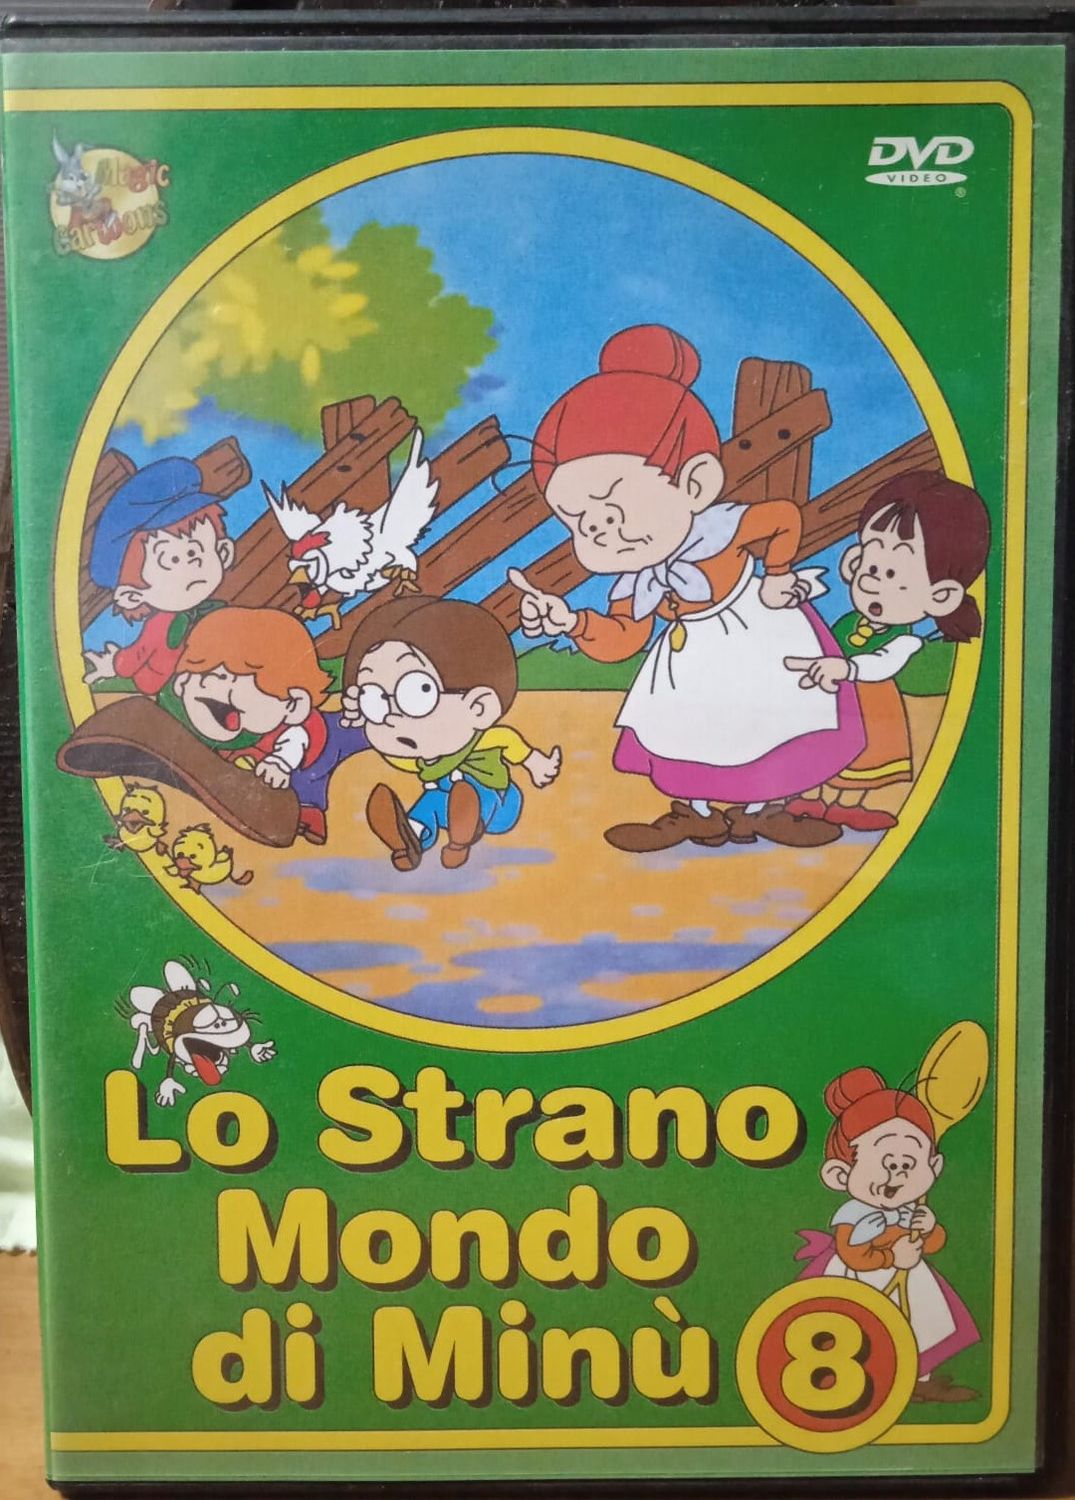 Magic
Cartoons
DVD
VIDEO
®
Lo Strano
Mondo
di Minù
8